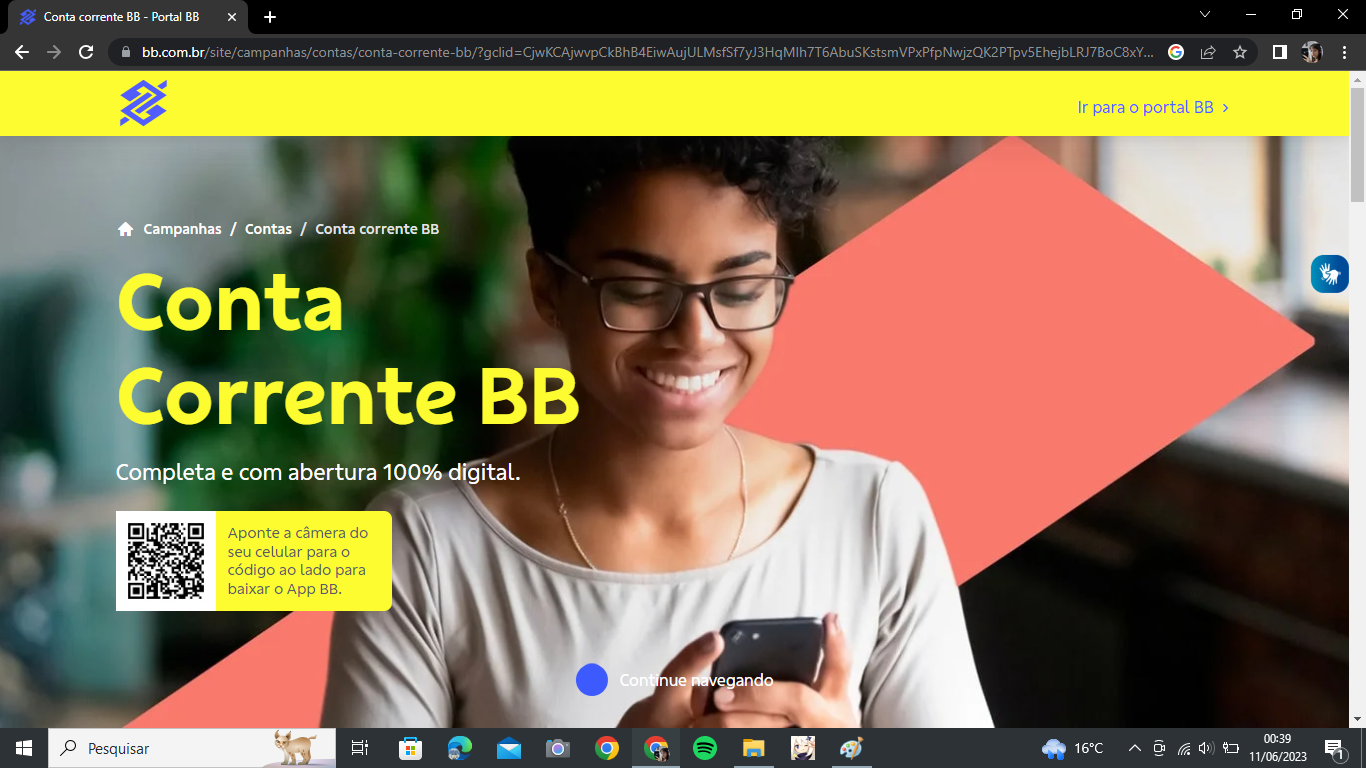 Conta corrente BB - Portal BB
bb.com.br/site/campanhas/contas/conta-corrente-bb/?gclid=CjwKCAjwvpCkBhB4EiwAujULMsfSf7yJ3HqMIh7T6AbuSKstsmVPxPfpNwjzQK2PTpv5EhejbLRJ7BoC8xY...
Ir para o portal BB
Campanhas / Contas / Conta corrente BB
Conta
Corrente BB
Completa e com abertura 100% digital.
Aponte a câmera do
seu celular para o
código ao lado para
baixar o App BB.
Continue navegando
Pesquisar
16°C
00:39
11/06/2023
1